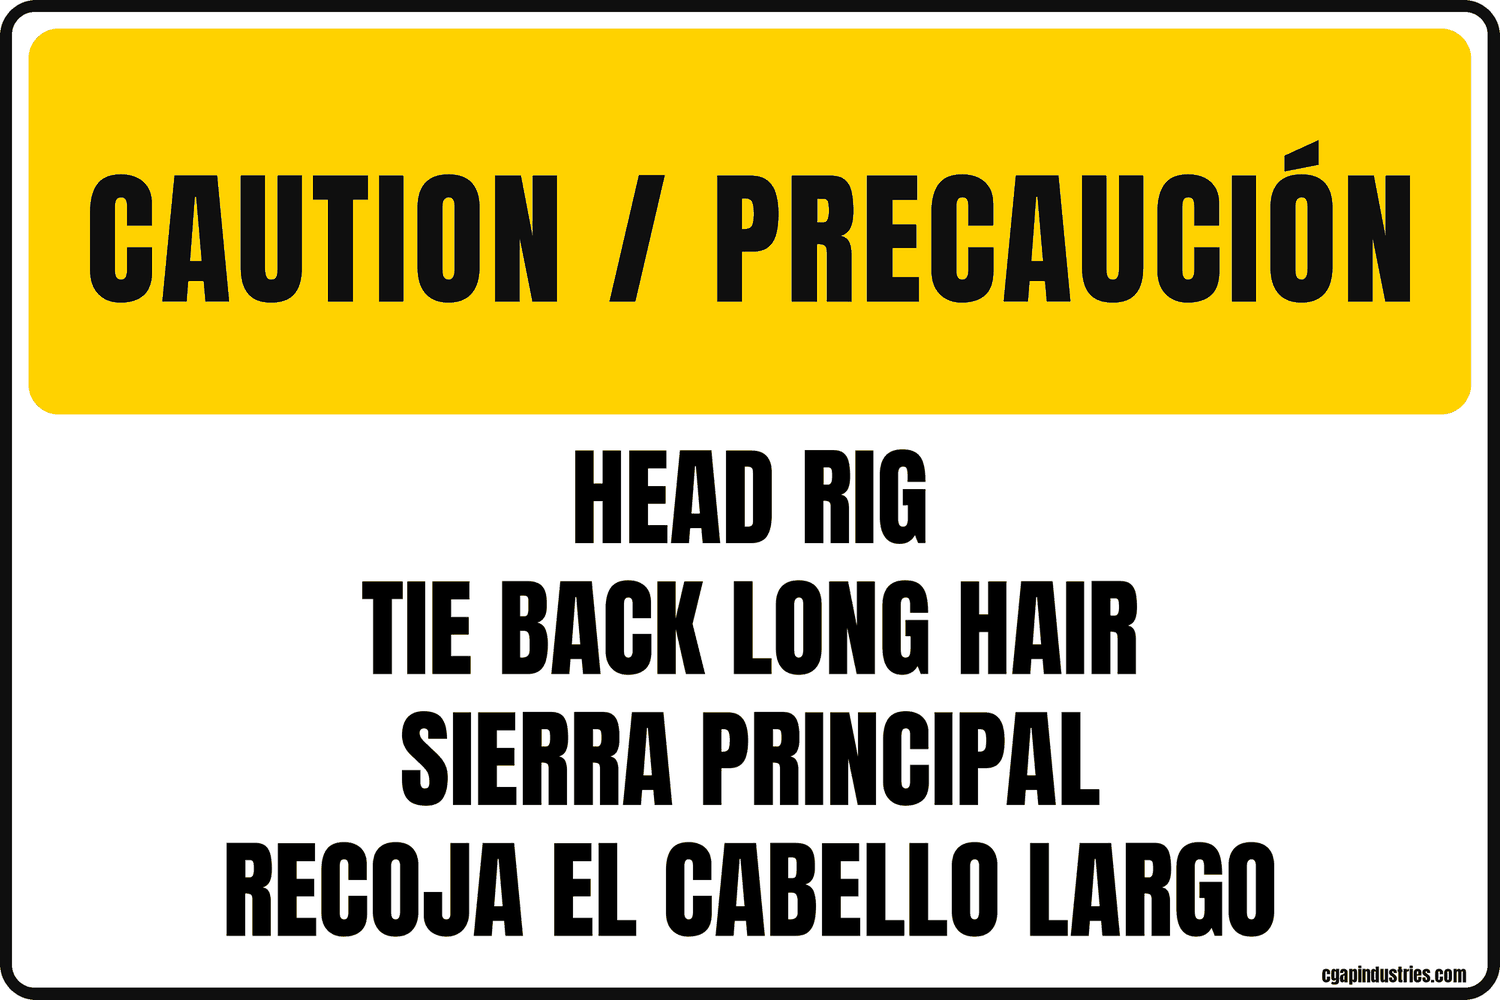 CAUTION / PRECAUCIÓN
HEAD RIG
TIE BACK LONG HAIR
SIERRA PRINCIPAL
RECOJA EL CABELLO LARGO
cgapindustries.com